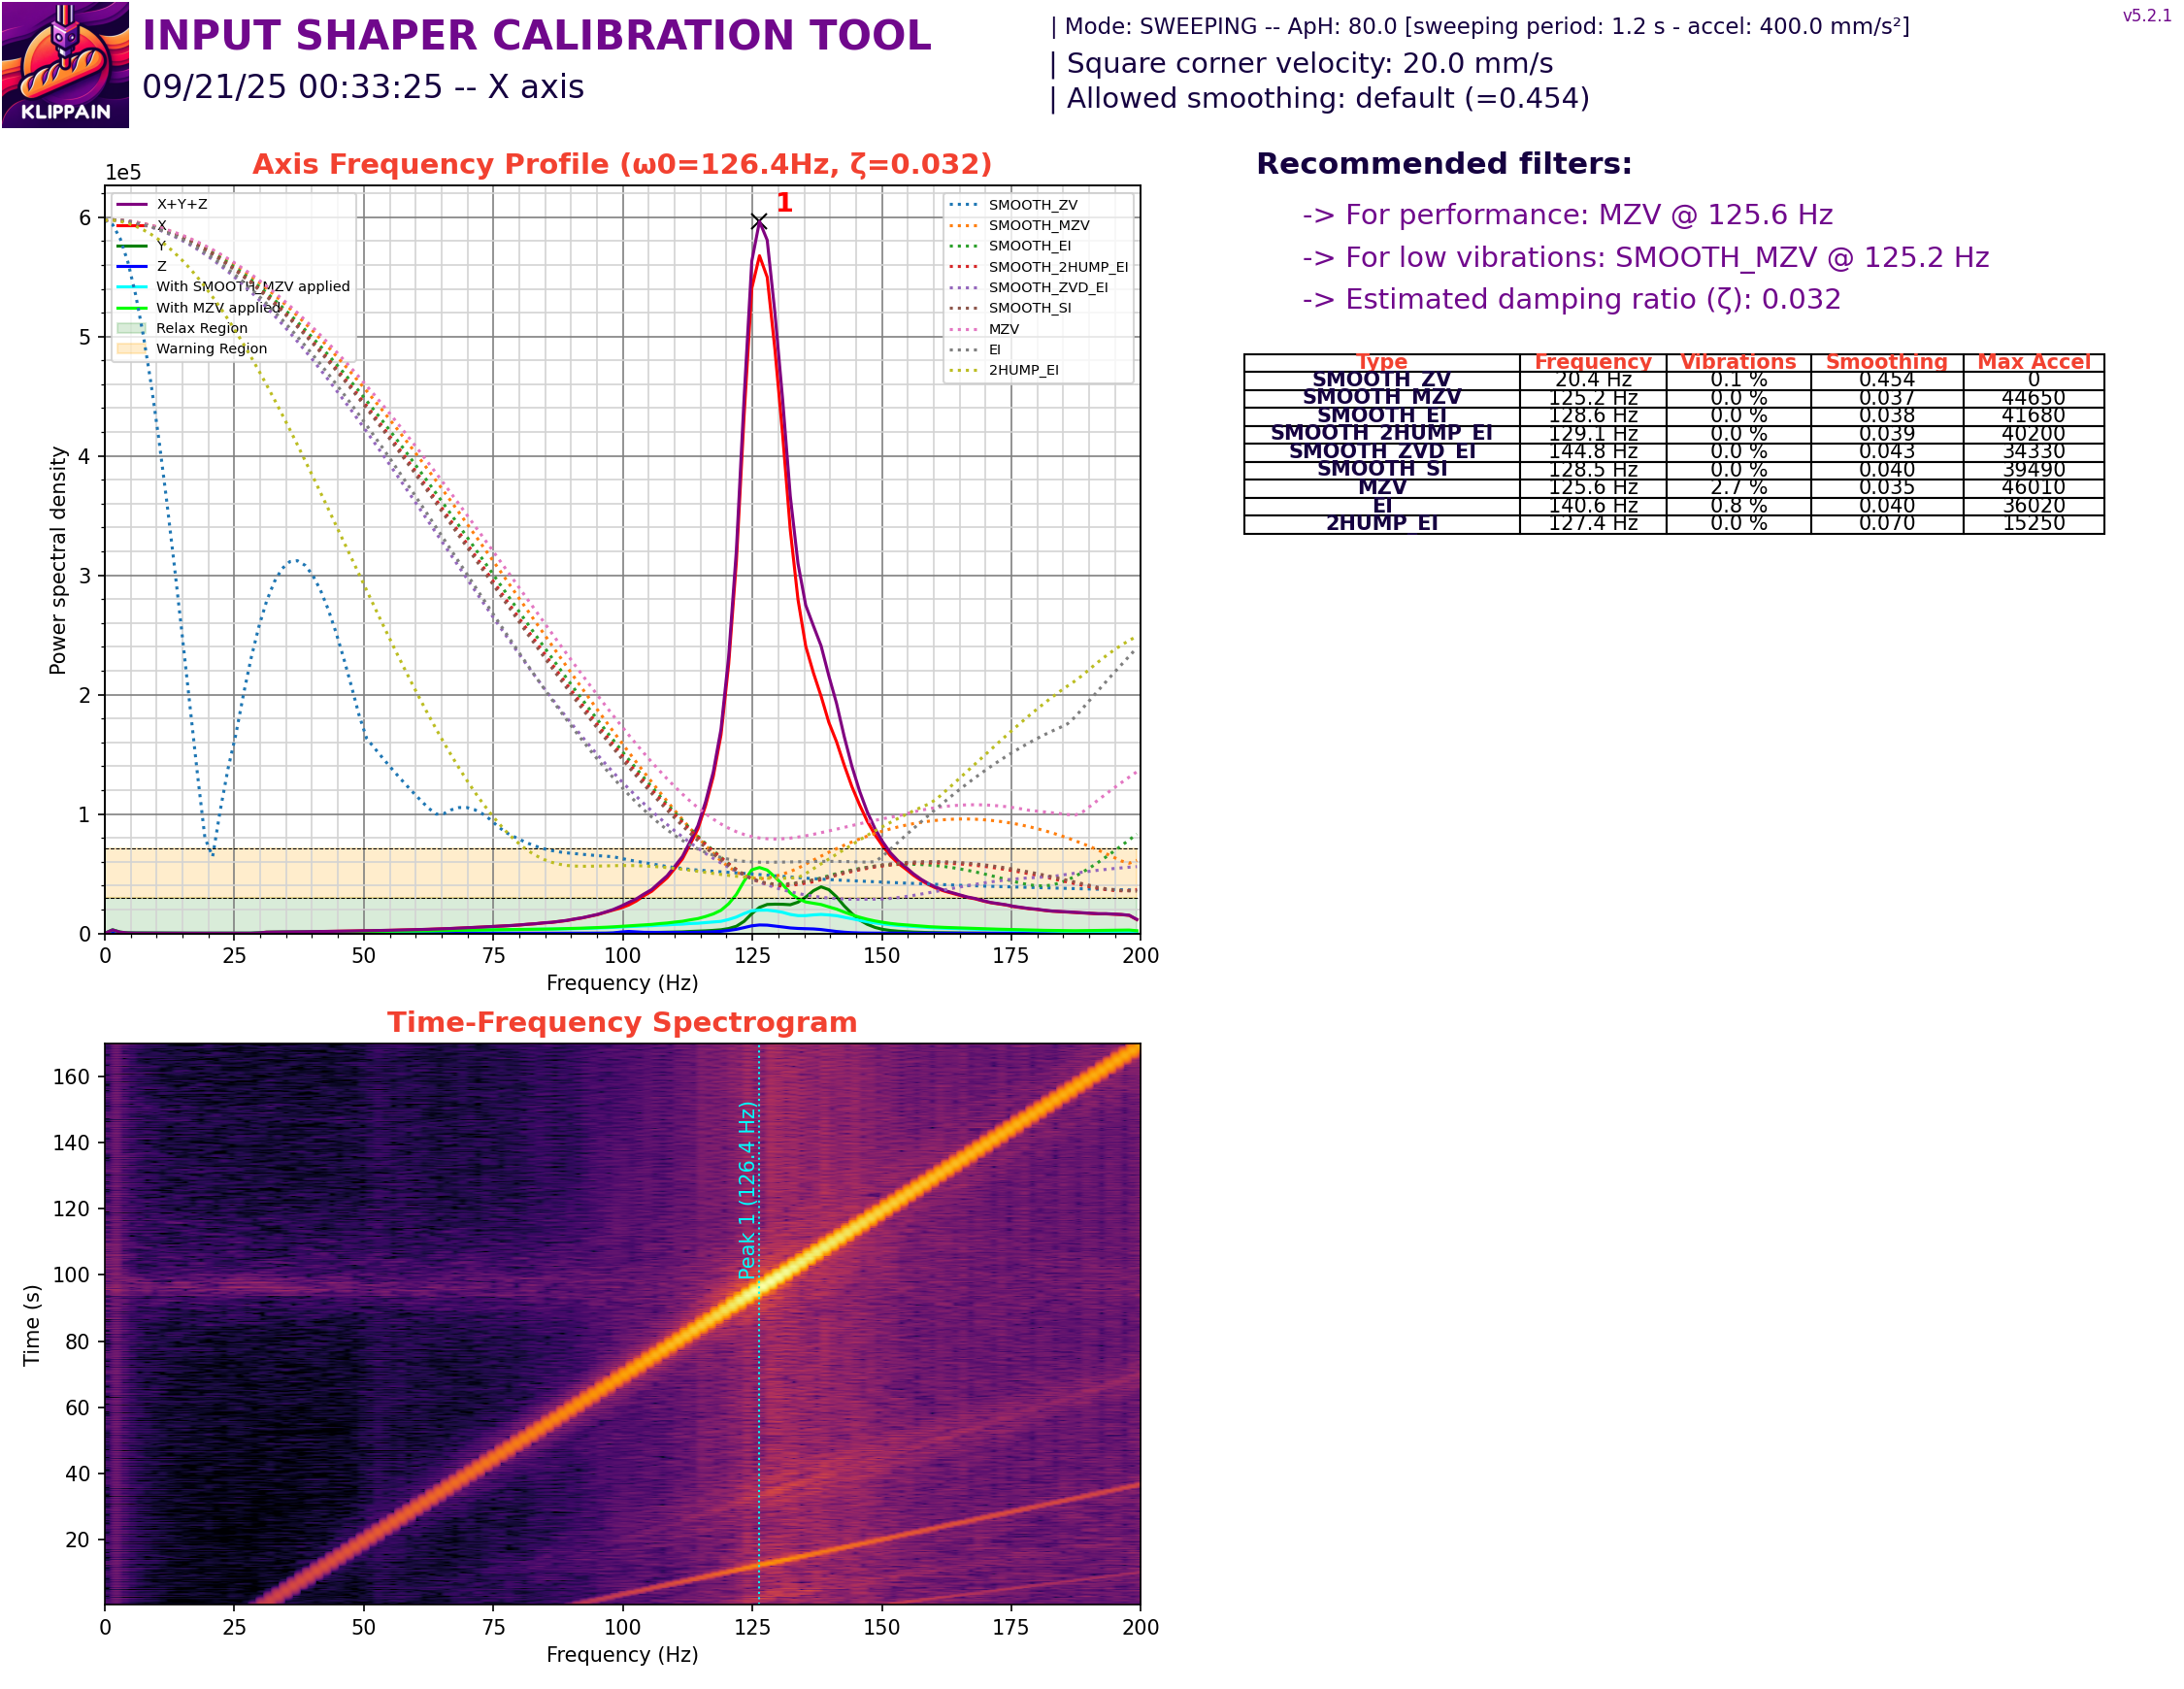 KLIPPAIN
INPUT SHAPER CALIBRATION TOOL
09/21/25 00:33:25 -- X axis
| Mode: SWEEPING -- ApH: 80.0 [sweeping period: 1.2 s - accel: 400.0 mm/s²]
| Square corner velocity: 20.0 mm/s
| Allowed smoothing: default (=0.454)
v5.2.1
Axis Frequency Profile (ω0=126.4Hz, ζ=0.032)
1e5
6
5
4
3
2
1
0
Power spectral density
X+Y+Z
X
Y
Z
With SMOOTH_MZV applied
With MZV applied
Relax Region
Warning Region
1
SMOOTH_ZV
SMOOTH_MZV
SMOOTH_EI
SMOOTH_2HUMP_EI
SMOOTH_ZVD_EI
SMOOTH_SI
MZV
EI
2HUMP_EI
0 25 50 75 100 125 150 175 200
Frequency (Hz)
Recommended filters:
-> For performance: MZV @ 125.6 Hz
-> For low vibrations: SMOOTH_MZV @ 125.2 Hz
-> Estimated damping ratio (ζ): 0.032
Type Frequency Vibrations Smoothing Max Accel
SMOOTH_ZV 20.4 Hz 0.1 % 0.454 0
SMOOTH_MZV 125.2 Hz 0.0 % 0.037 44650
SMOOTH_EI 128.6 Hz 0.0 % 0.038 41680
SMOOTH_2HUMP_EI 129.1 Hz 0.0 % 0.039 40200
SMOOTH_ZVD_EI 144.8 Hz 0.0 % 0.043 34330
SMOOTH_SI 128.5 Hz 0.0 % 0.040 39490
MZV 125.6 Hz 2.7 % 0.035 46010
EI 140.6 Hz 0.8 % 0.040 36020
2HUMP_EI 127.4 Hz 0.0 % 0.070 15250
Time-Frequency Spectrogram
160
140
120
100
80
60
40
20
Time (s)
Peak 1 (126.4 Hz)
0 25 50 75 100 125 150 175 200
Frequency (Hz)